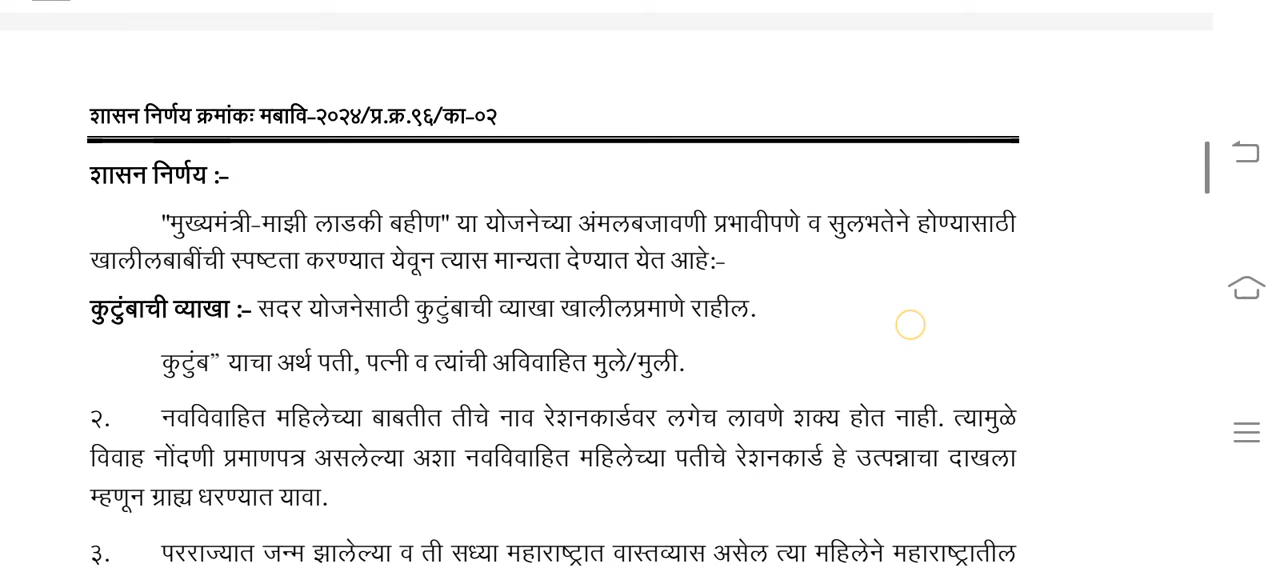 शासन निर्णय क्रमांकः मबावि-२०२४/प्र.क्र.९६/का-०२
शासन निर्णय :-
"मुख्यमंत्री-माझी लाडकी बहीण" या योजनेच्या अंमलबजावणी प्रभावीपणे व सुलभतेने होण्यासाठी
खालीलबाबींची स्पष्टता करण्यात येवून त्यास मान्यता देण्यात येत आहे:-
कुटुंबाची व्याखा :- सदर योजनेसाठी कुटुंबाची व्याखा खालीलप्रमाणे राहील.
कुटुंब” याचा अर्थ पती, पत्नी व त्यांची अविवाहित मुले/मुली.
२. नवविवाहित महिलेच्या बाबतीत तीचे नाव रेशनकार्डवर लगेच लावणे शक्य होत नाही. त्यामुळे
विवाह नोंदणी प्रमाणपत्र असलेल्या अशा नवविवाहित महिलेच्या पतीचे रेशनकार्ड हे उत्पन्नाचा दाखला
म्हणून ग्राह्य धरण्यात यावा.
३. परराज्यात जन्म झालेल्या व ती सध्या महाराष्ट्रात वास्तव्यास असेल त्या महिलेने महाराष्ट्रातील